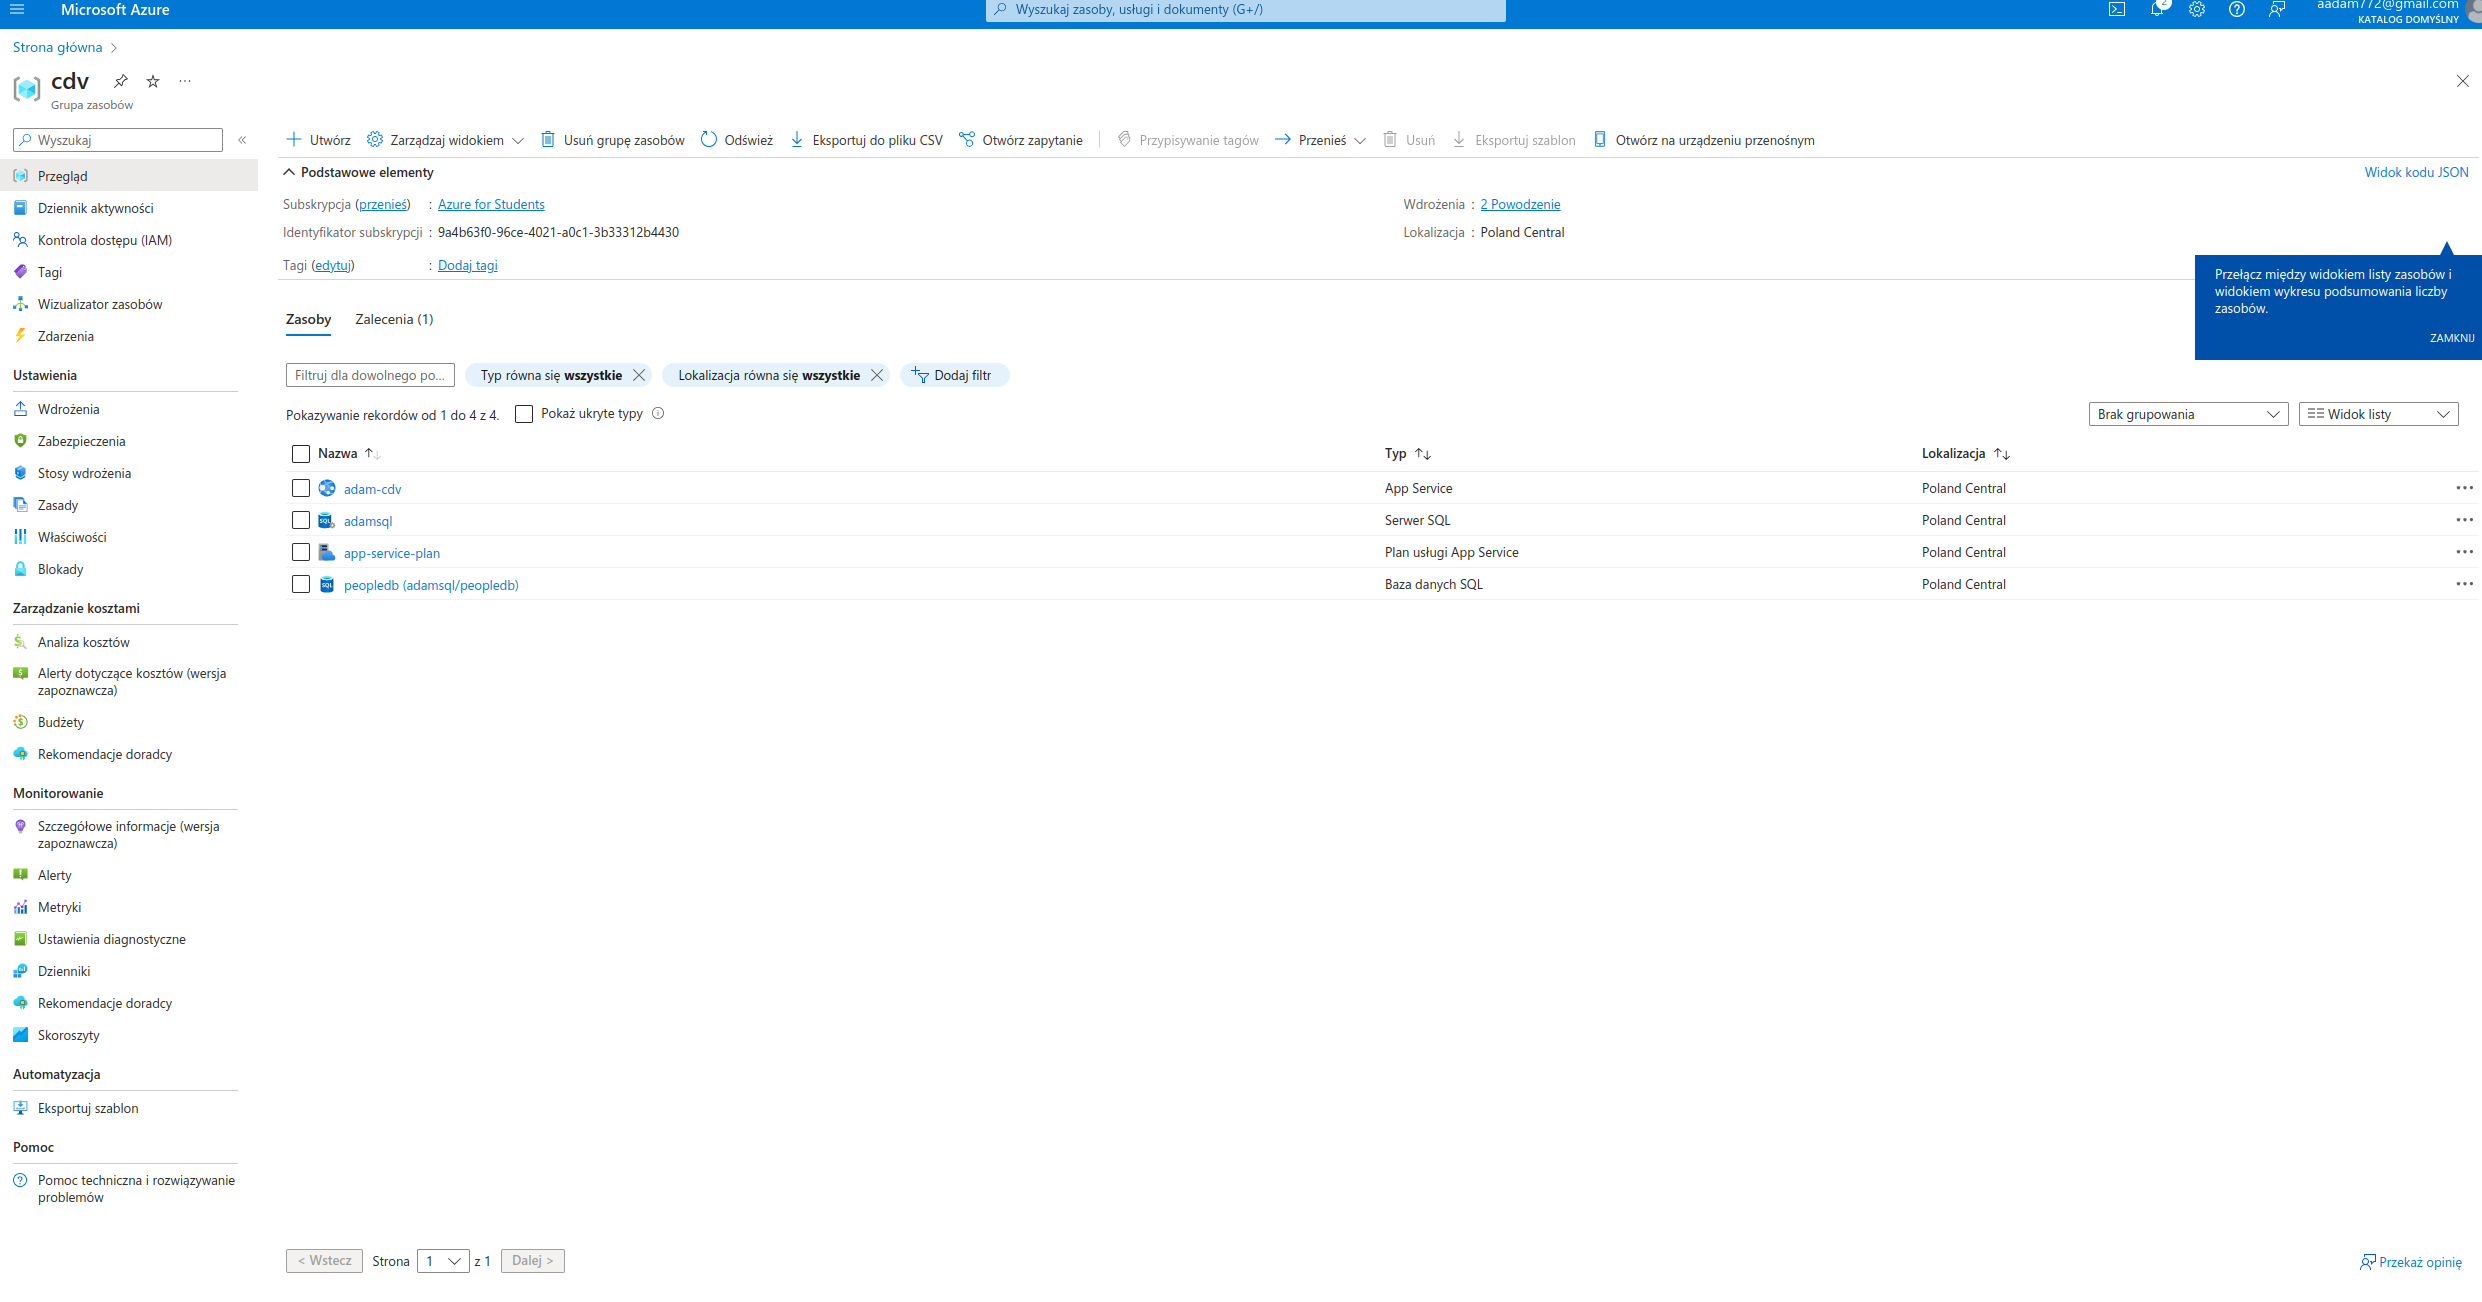 Microsoft Azure
Wyszukaj zasoby, usługi i dokumenty (G+/)
2
aadam772@gmail.com
KATALOG DOMYŚLNY
Strona główna
cdv
Grupa zasobów
Wyszukaj
Utwórz Zarządzaj widokiem Usuń grupę zasobów Odśwież Eksportuj do pliku CSV Otwórz zapytanie Przypisywanie tagów Przenieś Usuń Eksportuj szablon Otwórz na urządzeniu przenośnym
Przegląd
Dziennik aktywności
Kontrola dostępu (IAM)
Tagi
Wizualizator zasobów
Zdarzenia
Ustawienia
Wdrożenia
Zabezpieczenia
Stosy wdrożenia
Zasady
Właściwości
Blokady
Zarządzanie kosztami
Analiza kosztów
Alerty dotyczące kosztów (wersja
zapoznawcza)
Budżety
Rekomendacje doradcy
Monitorowanie
Szczegółowe informacje (wersja
zapoznawcza)
Alerty
Metryki
Ustawienia diagnostyczne
Dzienniki
Rekomendacje doradcy
Skoroszyty
Automatyzacja
Eksportuj szablon
Pomoc
Pomoc techniczna i rozwiązywanie
problemów
Podstawowe elementy
Widok kodu JSON
Subskrypcja (przenieś) : Azure for Students
Wdrożenia : 2 Powodzenie
Identyfikator subskrypcji : 9a4b63f0-96ce-4021-a0c1-3b33312b4430
Lokalizacja : Poland Central
Tagi (edytuj) : Dodaj tagi
Przełącz między widokiem listy zasobów i
widokiem wykresu podsumowania liczby
zasobów.
ZAMKNIJ
Zasoby Zalecenia (1)
Filtruj dla dowolnego po... Typ równa się wszystkie Lokalizacja równa się wszystkie Dodaj filtr
Pokazywanie rekordów od 1 do 4 z 4. Pokaż ukryte typy
Brak grupowania Widok listy
Nazwa Typ Lokalizacja
adam-cdv App Service Poland Central
adamsql Serwer SQL Poland Central
app-service-plan Plan usługi App Service Poland Central
peopledb (adamsql/peopledb) Baza danych SQL Poland Central
< Wstecz Strona 1 z 1 Dalej >
Przekaż opinię